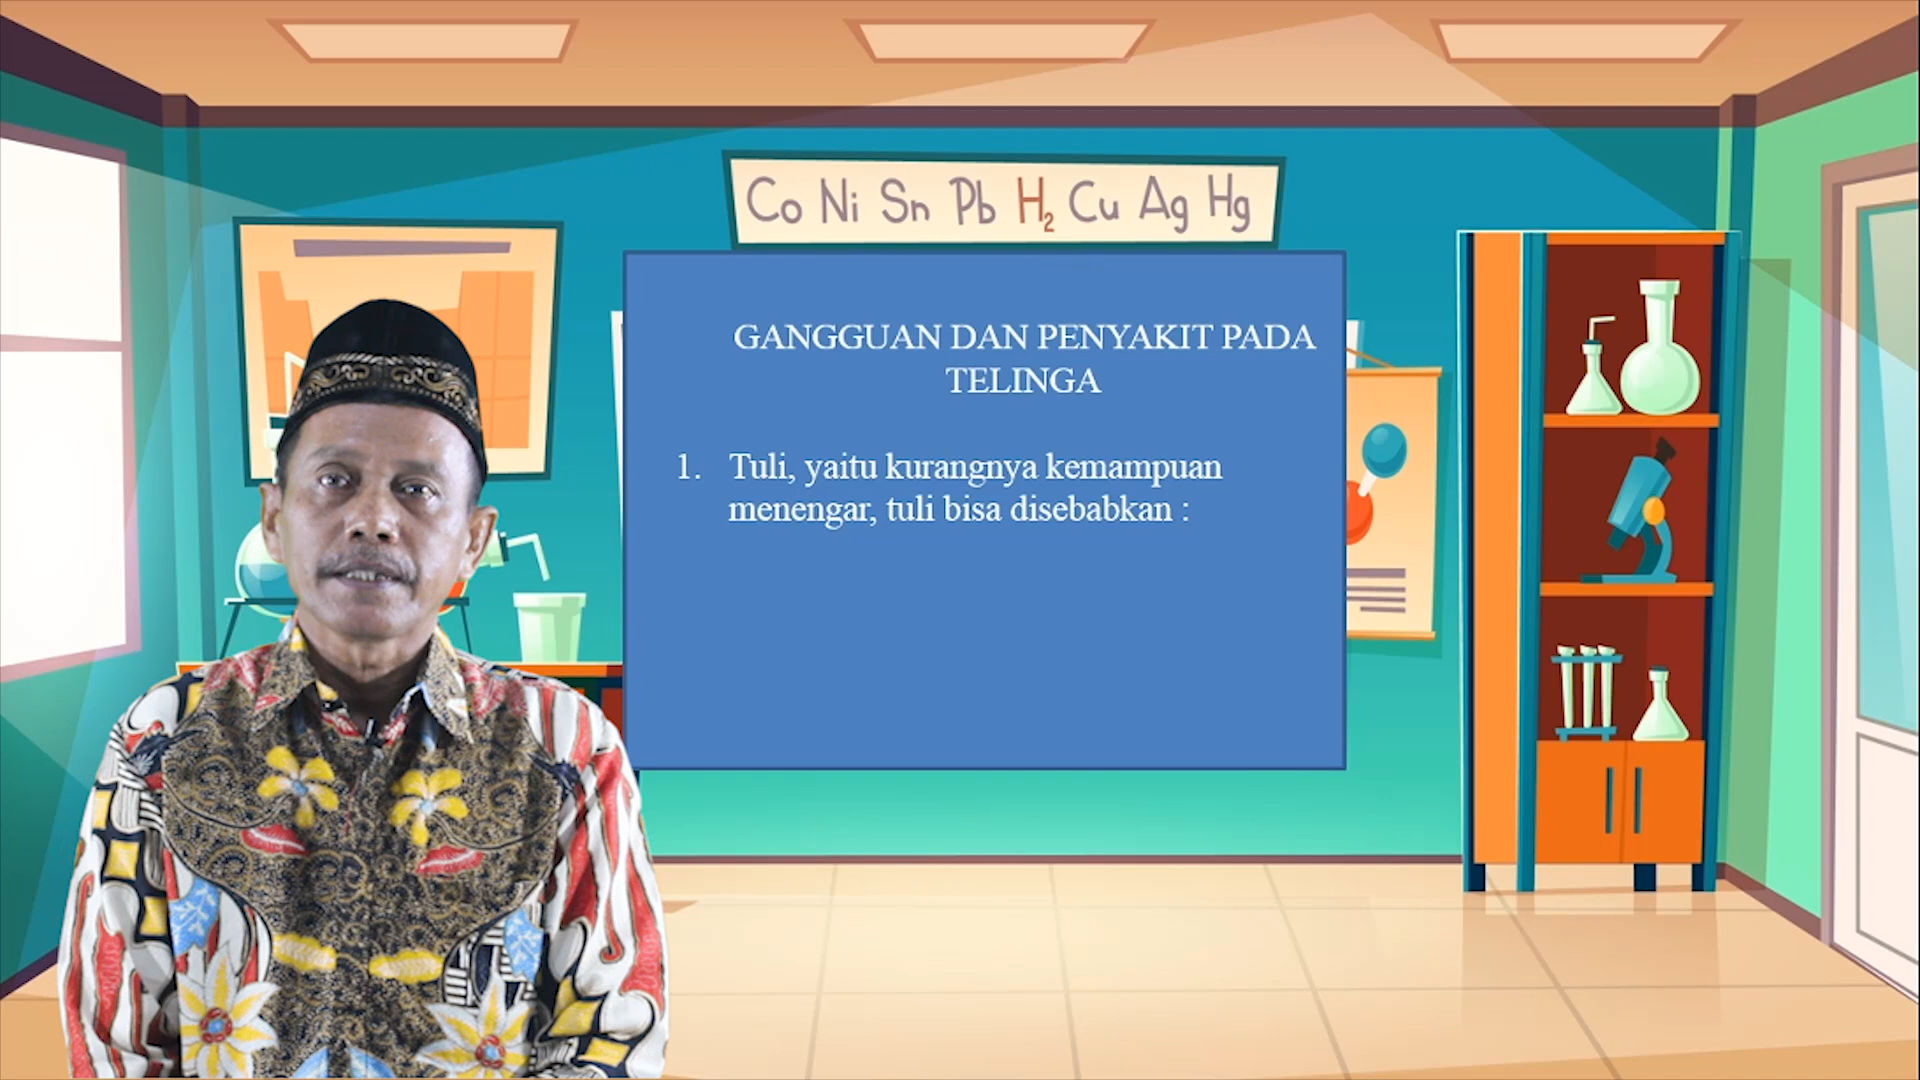 Co Ni Sn Pb H₂ Cu Ag Hg
GANGGUAN DAN PENYAKIT PADA
TELINGA
1. Tuli, yaitu kurangnya kemampuan
menengar, tuli bisa disebabkan :